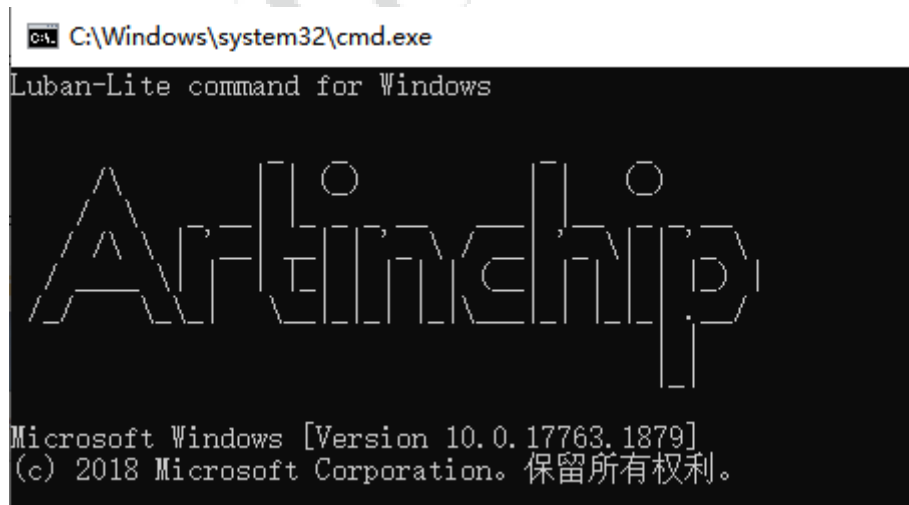 C:\Windows\system32\cmd.exe
Luban-Lite command for Windows
Artinchip
Microsoft Windows [Version 10.0.17763.1879]
(c) 2018 Microsoft Corporation。保留所有权利。